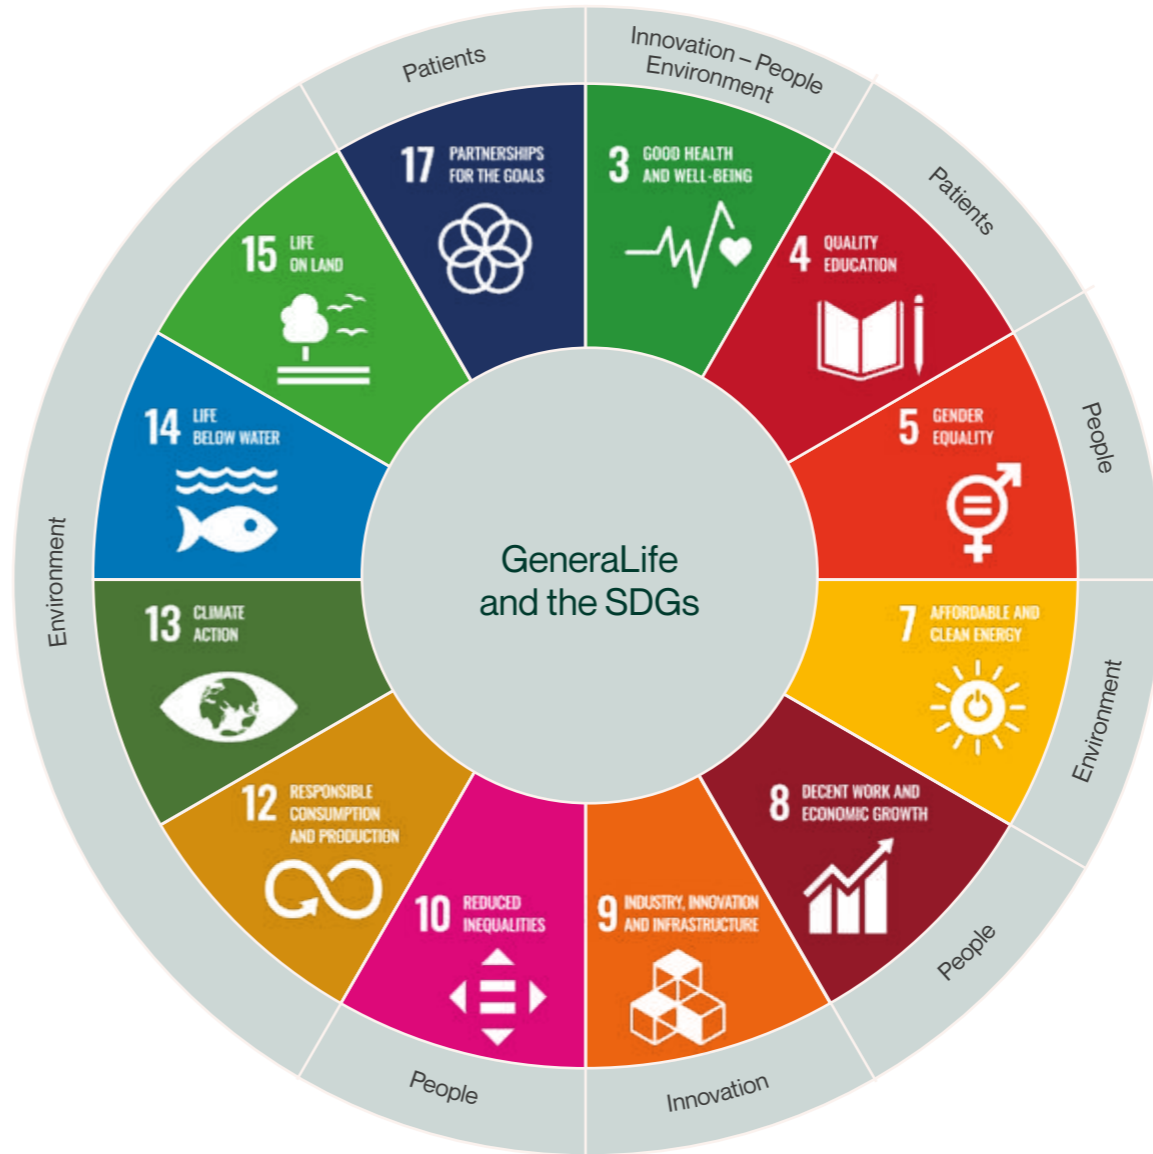 Patients
Innovation – People
Environment
Patients
People
Environment
People
Innovation
People
Environment
17 PARTNERSHIPS
FOR THE GOALS
3 GOOD HEALTH
AND WELL-BEING
4 QUALITY
EDUCATION
5 GENDER
EQUALITY
7 AFFORDABLE AND
CLEAN ENERGY
8 DECENT WORK AND
ECONOMIC GROWTH
9 INDUSTRY, INNOVATION
AND INFRASTRUCTURE
10 REDUCED
INEQUALITIES
12 RESPONSIBLE
CONSUMPTION
AND PRODUCTION
13 CLIMATE
ACTION
14 LIFE
BELOW WATER
15 LIFE
ON LAND
GeneraLife
and the SDGs